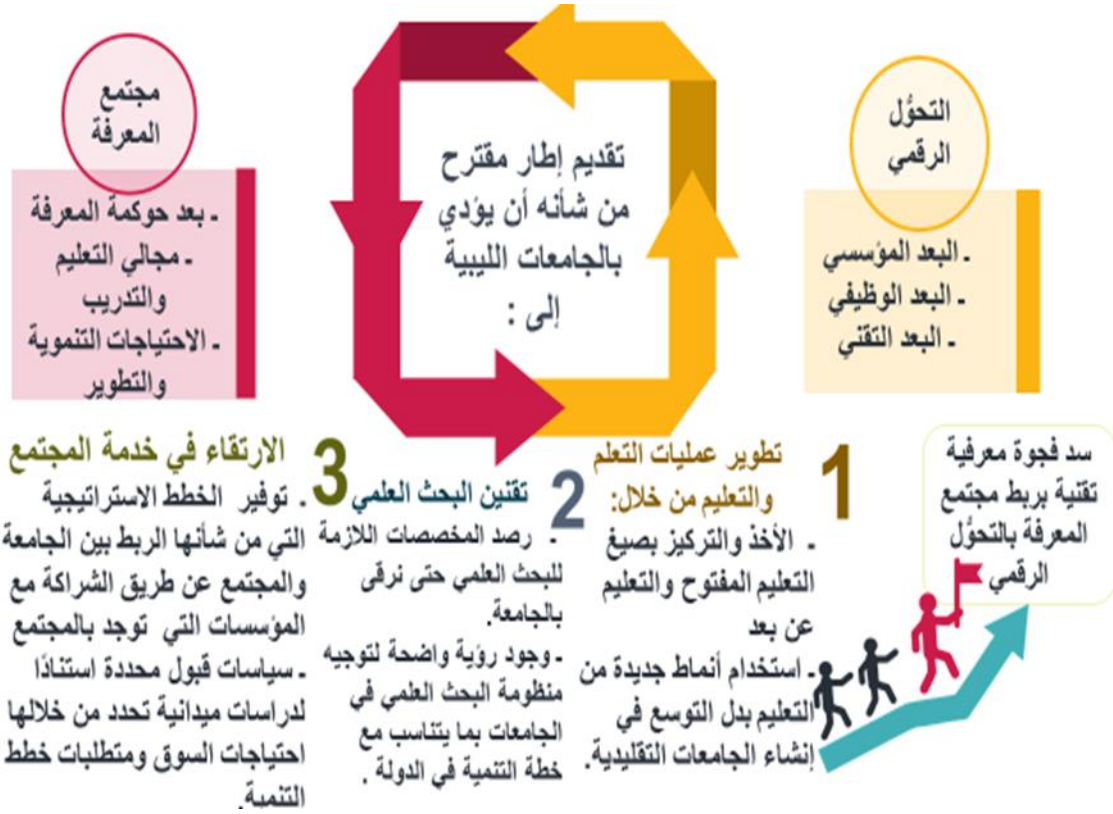 التحوُّل
الرقمي
ـ البعد المؤسسي
ـ البعد الوظيفي
ـ البعد التقني
تقديم إطار مقترح
من شأنه أن يؤدي
بالجامعات الليبية
إلى :
مجتمع
المعرفة
ـ بعد حوكمة المعرفة
ـ مجالي التعليم
والتدريب
ـ الاحتياجات التنموية
والتطوير
سد فجوة معرفية
تقنية بربط مجتمع
المعرفة بالتحوُّل
الرقمي
1
تطوير عمليات التعلم
والتعليم من خلال:
ـ الأخذ والتركيز بصيغ
التعليم المفتوح والتعليم
عن بعد
ـ استخدام أنماط جديدة من
التعليم بدل التوسع في
إنشاء الجامعات التقليدية.
2
تقنين البحث العلمي
ـ رصد المخصصات اللازمة
للبحث العلمي حتى نرقى
بالجامعة.
ـ وجود رؤية واضحة لتوجيه
منظومة البحث العلمي في
الجامعات بما يتناسب مع
خطة التنمية في الدولة .
3
الارتقاء في خدمة المجتمع
ـ توفير الخطط الاستراتيجية
التي من شأنها الربط بين الجامعة
والمجتمع عن طريق الشراكة مع
المؤسسات التي توجد بالمجتمع
ـ سياسات قبول محددة استنادًا
لدراسات ميدانية تحدد من خلالها
احتياجات السوق ومتطلبات خطط
التنمية.